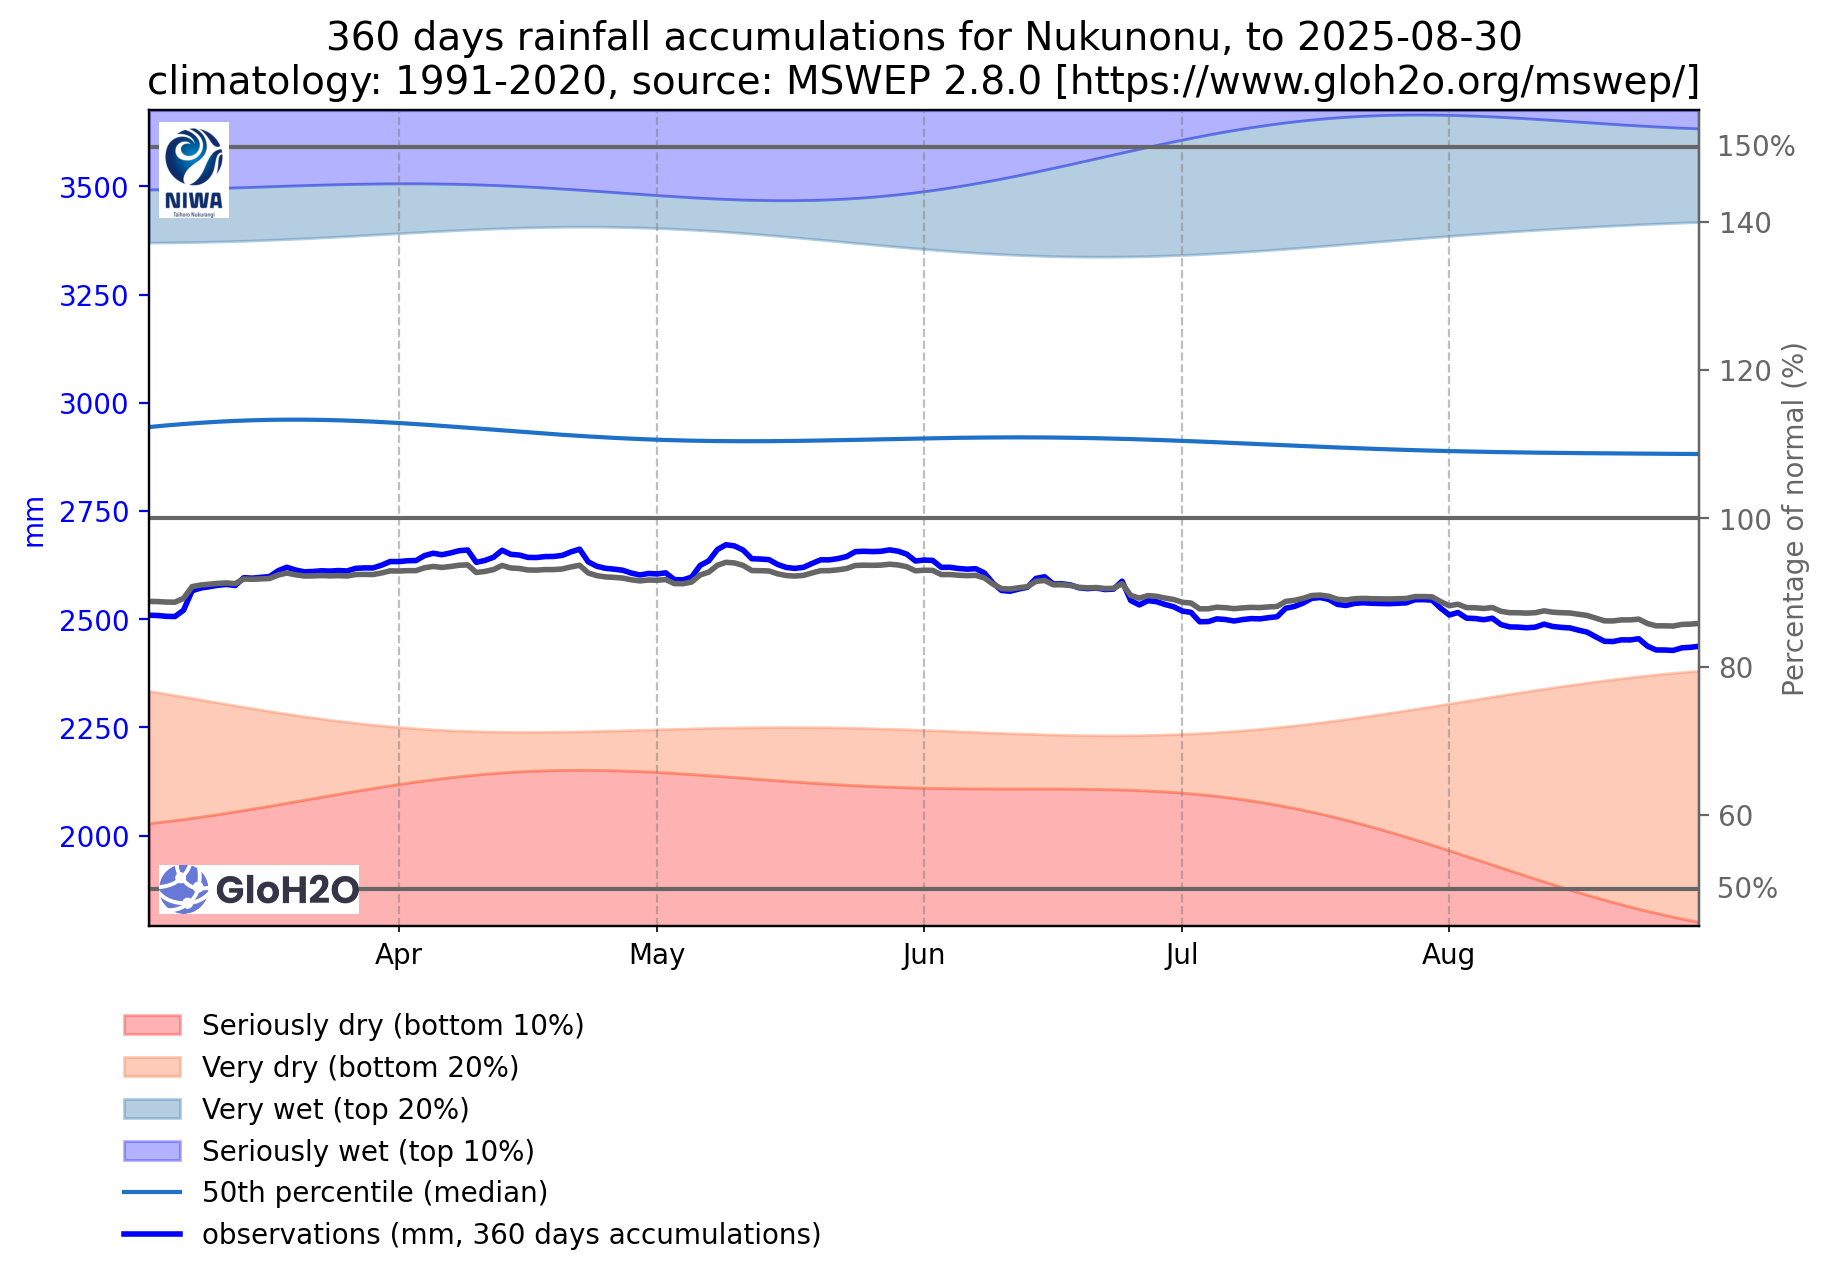 360 days rainfall accumulations for Nukunonu, to 2025-08-30
climatology: 1991-2020, source: MSWEP 2.8.0 [https://www.gloh2o.org/mswep/]
NIWA
Taihoro Nukurangi
3500
3250
3000
2750
2500
2250
2000
mm
150%
140
120
100
80
60
50%
Percentage of normal (%)
GloH2O
Apr
May
Jun
Jul
Aug
Seriously dry (bottom 10%)
Very dry (bottom 20%)
Very wet (top 20%)
Seriously wet (top 10%)
50th percentile (median)
observations (mm, 360 days accumulations)